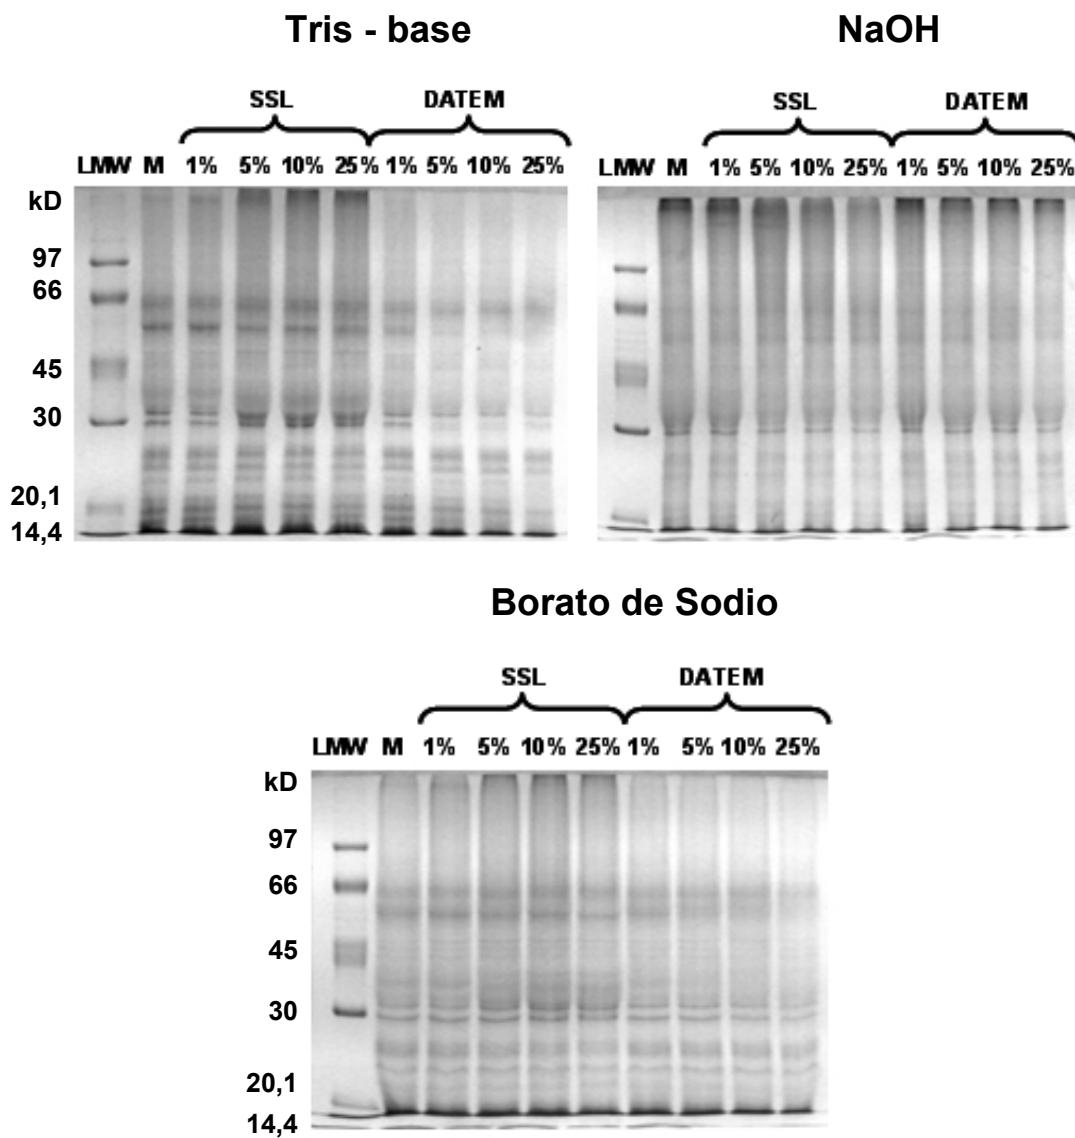 Tris - base
SSL DATEM
LMW M 1% 5% 10% 25% 1% 5% 10% 25%
kD
97
66
45
30
20,1
14,4
NaOH
SSL DATEM
LMW M 1% 5% 10% 25% 1% 5% 10% 25%
Borato de Sodio
SSL DATEM
LMW M 1% 5% 10% 25% 1% 5% 10% 25%
kD
97
66
45
30
20,1
14,4